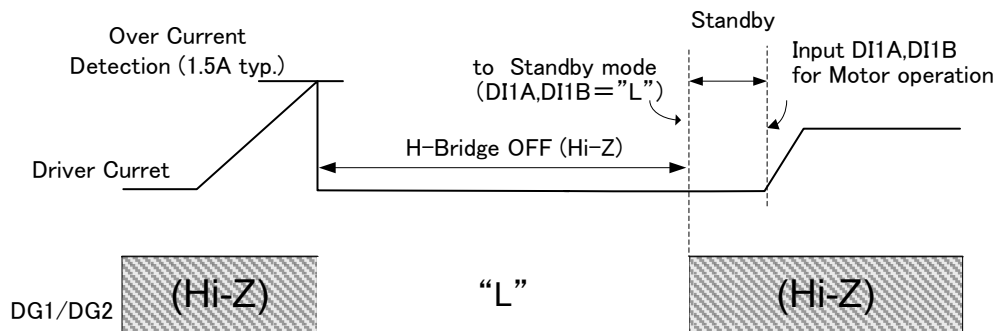 Over Current
Detection (1.5A typ.)
Standby
to Standby mode
(DI1A,DI1B="L")
Input DI1A,DI1B
for Motor operation
H-Bridge OFF (Hi-Z)
Driver Curret
DG1/DG2
(Hi-Z)
“L”
(Hi-Z)